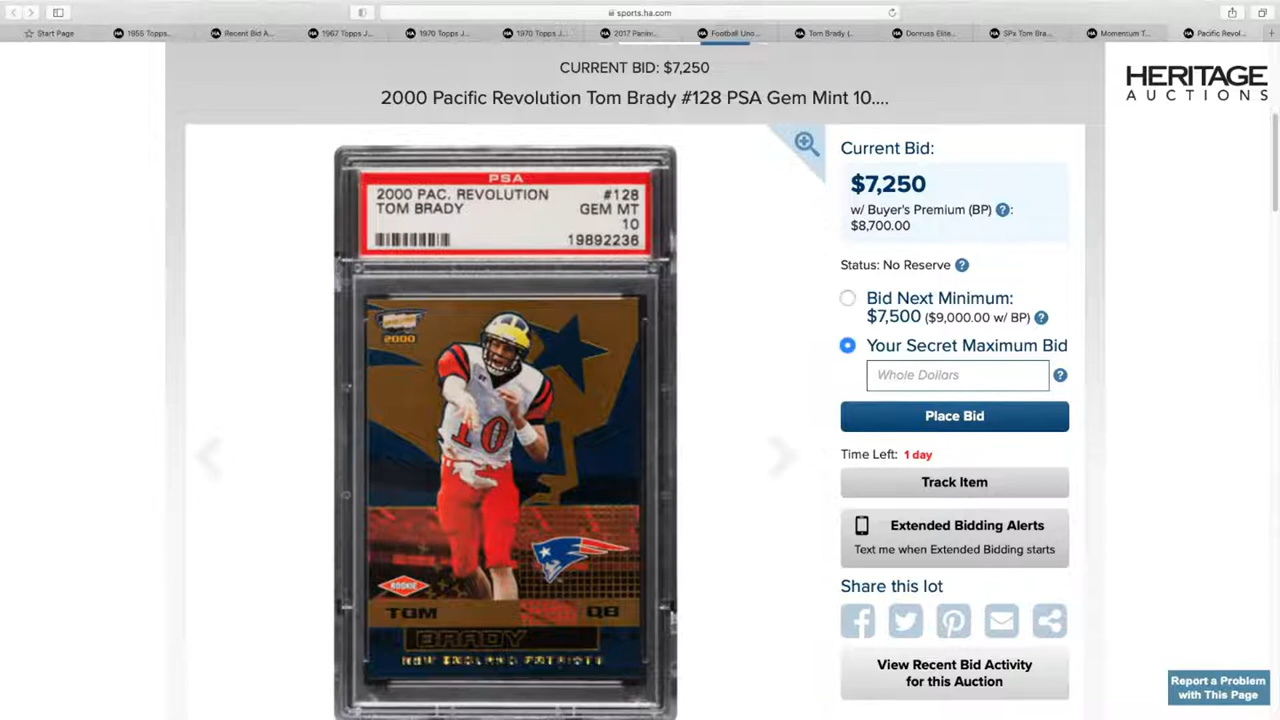 sports.ha.com
Start Page
1955 Topps...
Recent Bid A...
1967 Topps J...
1970 Topps J...
1970 Topps J...
2017 Panini...
Football Uno...
Tom Brady (...
Donruss Elite...
SPx Tom Bra...
Momentum T...
Pacific Revol...
CURRENT BID: $7,250
2000 Pacific Revolution Tom Brady #128 PSA Gem Mint 10....
HERITAGE
AUCTIONS
PSA
2000 PAC. REVOLUTION #128
TOM BRADY GEM MT
10
19892236
2000
10
ROOKIE
TOM QB
BRADY
NEW ENGLAND PATRIOTS
Current Bid:
$7,250
w/ Buyer's Premium (BP) ? :
$8,700.00
Status: No Reserve ?
Bid Next Minimum:
$7,500 ($9,000.00 w/ BP) ?
Your Secret Maximum Bid
Whole Dollars ?
Place Bid
Time Left: 1 day
Track Item
Extended Bidding Alerts
Text me when Extended Bidding starts
Share this lot
View Recent Bid Activity
for this Auction
Report a Problem
with This Page